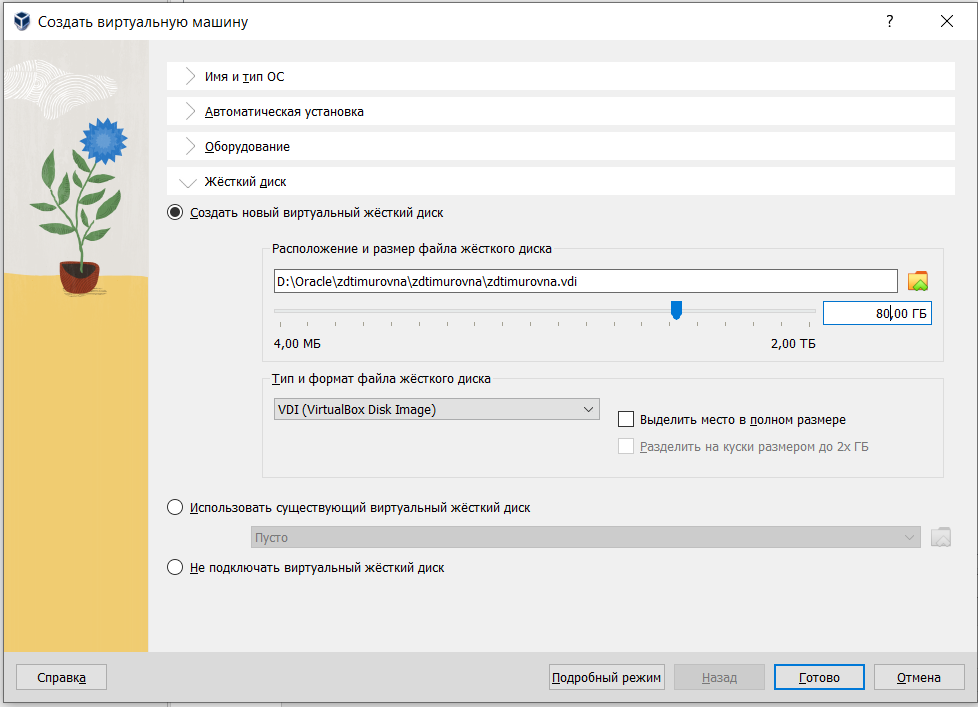 Создать виртуальную машину
?
Имя и тип ОС
Автоматическая установка
Оборудование
Жёсткий диск
Создать новый виртуальный жёсткий диск
Расположение и размер файла жёсткого диска
D:\Oracle\zdtimurovna\zdtimurovna\zdtimurovna.vdi
80,00 ГБ
4,00 МБ 2,00 ТБ
Тип и формат файла жёсткого диска
VDI (VirtualBox Disk Image)
Выделить место в полном размере
Разделить на куски размером до 2х ГБ
Использовать существующий виртуальный жёсткий диск
Пусто
Не подключать виртуальный жёсткий диск
Справка Подробный режим Назад Готово Отмена